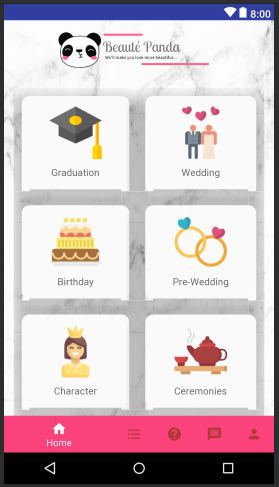 8:00
Beauté Panda
We'll make you look more beautiful...
Graduation
Wedding
Birthday
Pre-Wedding
Character
Ceremonies
Home